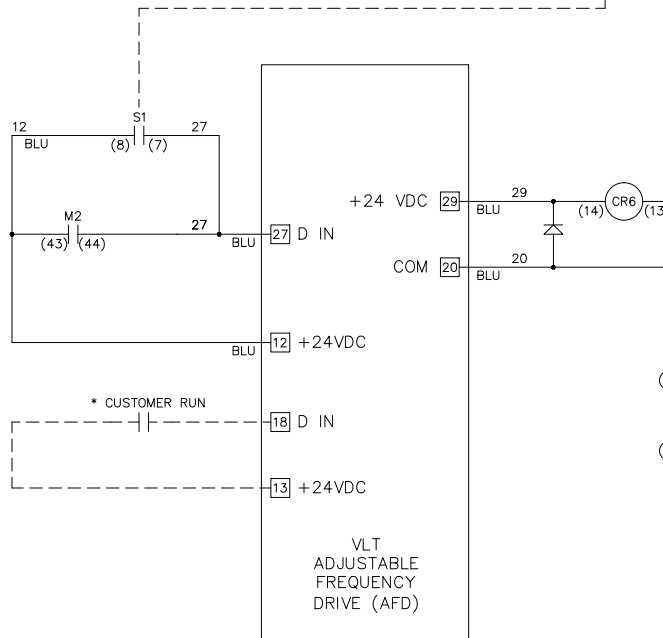 S1
12
27
BLU
(8)
(7)
M2
27
(43)
(44)
BLU
27
D IN
+24 VDC
29
29
BLU
(14)
CR6
(13
COM
20
20
BLU
BLU
12
+24VDC
* CUSTOMER RUN
18
D IN
13
+24VDC
(
(
VLT
ADJUSTABLE
FREQUENCY
DRIVE (AFD)